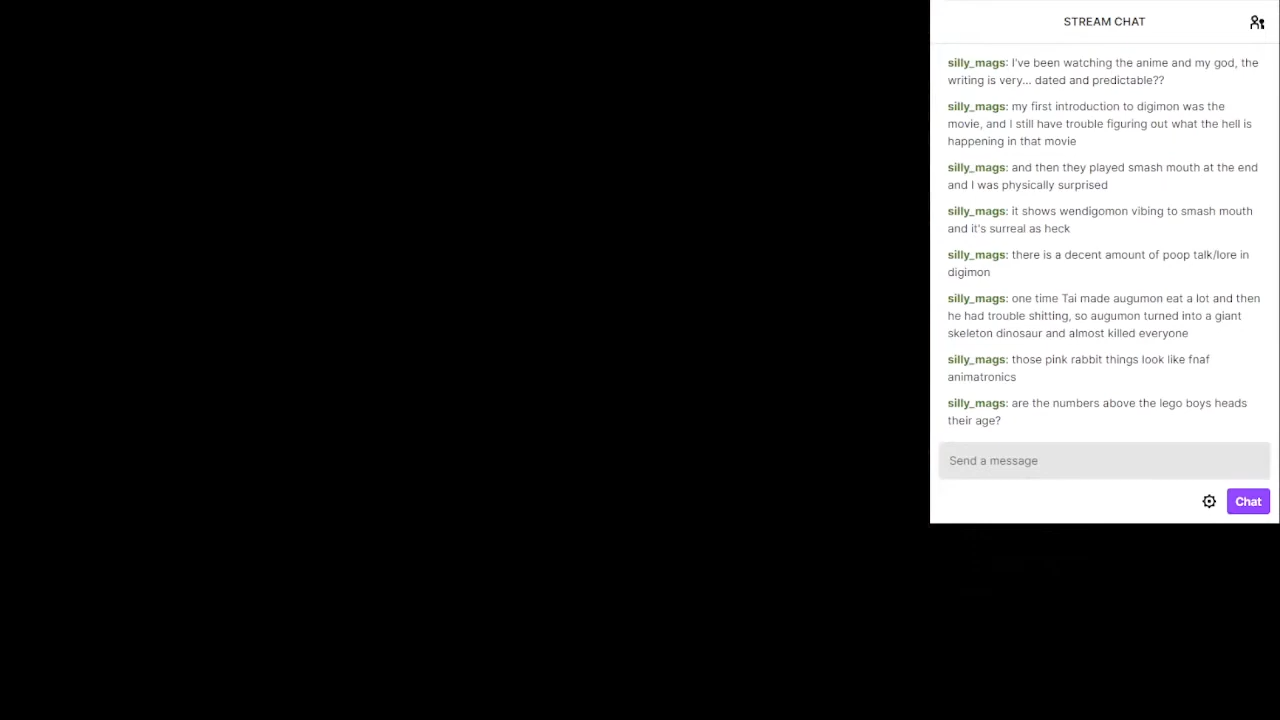 STREAM CHAT
silly_mags: I've been watching the anime and my god, the
writing is very... dated and predictable??
silly_mags: my first introduction to digimon was the
movie, and I still have trouble figuring out what the hell is
happening in that movie
silly_mags: and then they played smash mouth at the end
and I was physically surprised
silly_mags: it shows wendigomon vibing to smash mouth
and it's surreal as heck
silly_mags: there is a decent amount of poop talk/lore in
digimon
silly_mags: one time Tai made augumon eat a lot and then
he had trouble shitting, so augumon turned into a giant
skeleton dinosaur and almost killed everyone
silly_mags: those pink rabbit things look like fnaf
animatronics
silly_mags: are the numbers above the lego boys heads
their age?
Send a message
Chat